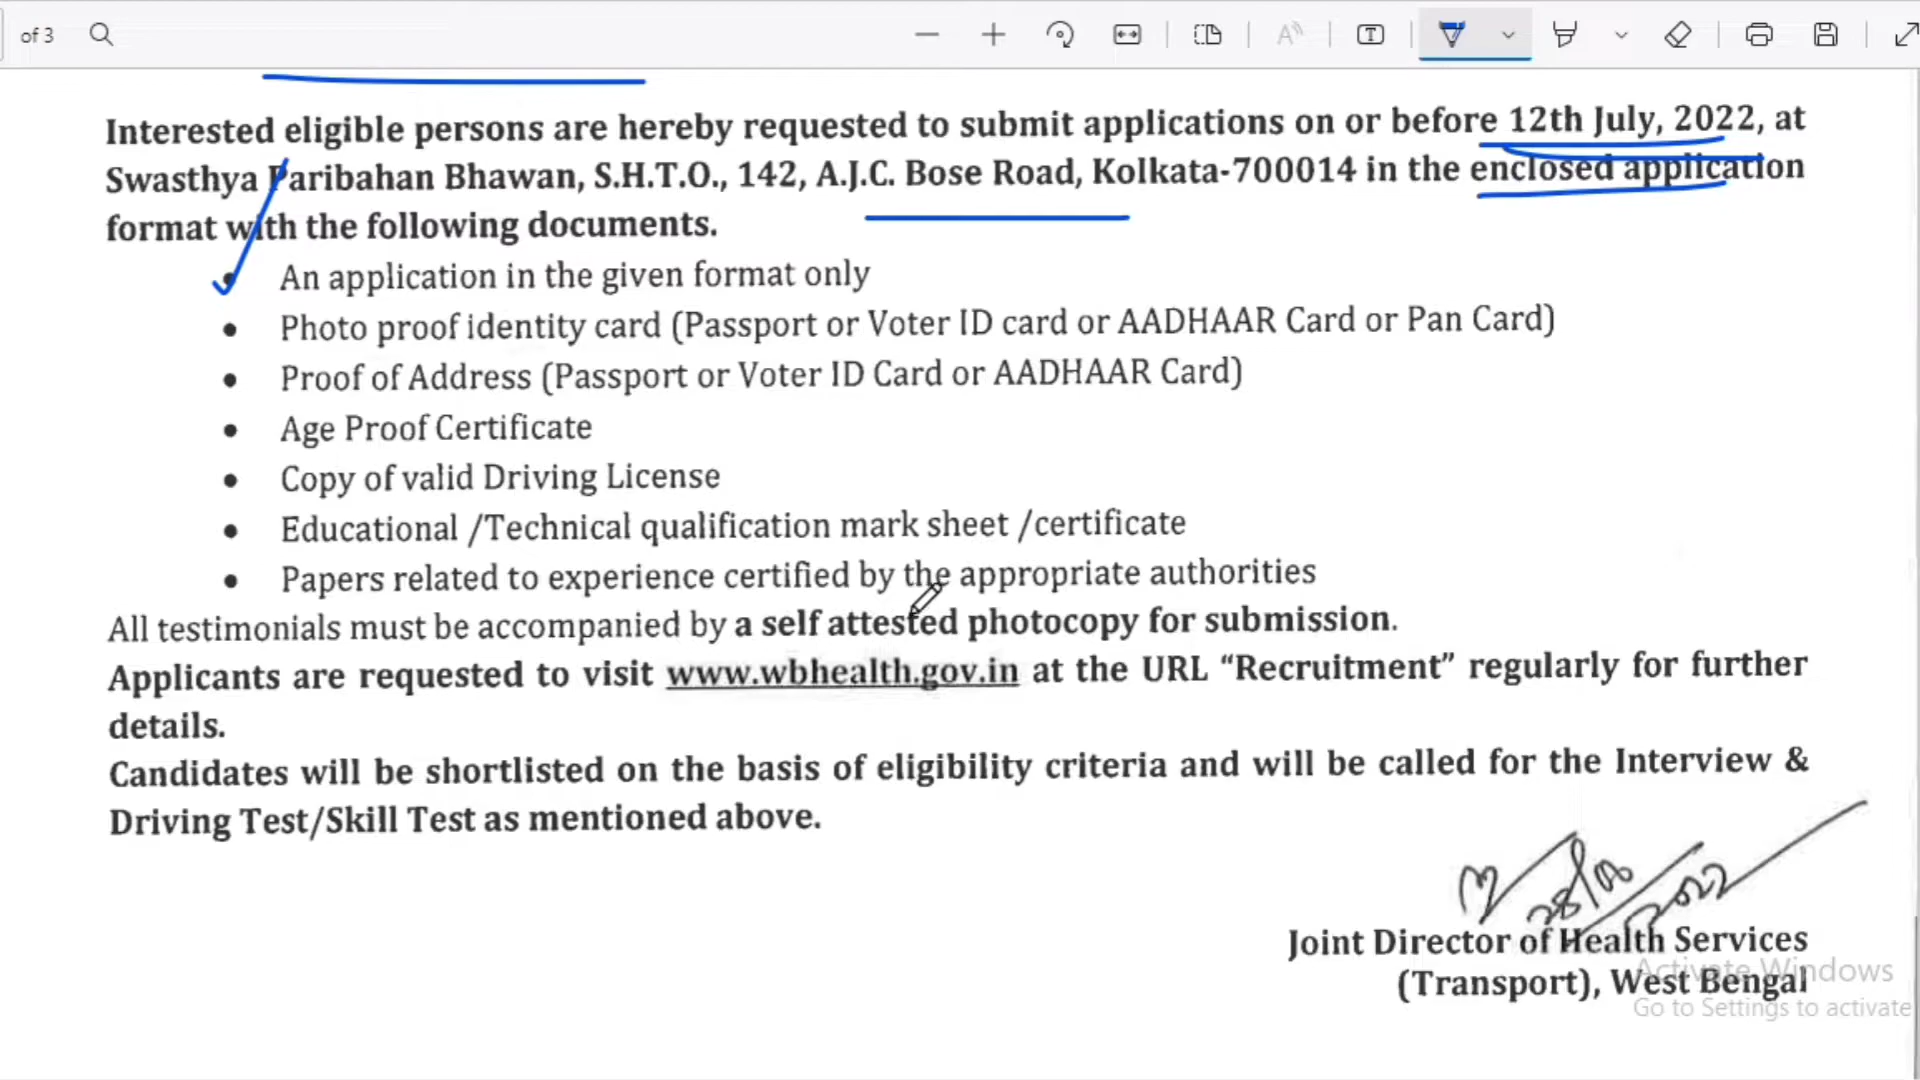 of 3
Interested eligible persons are hereby requested to submit applications on or before 12th July, 2022, at
Swasthya Paribahan Bhawan, S.H.T.O., 142, A.J.C. Bose Road, Kolkata-700014 in the enclosed application
format with the following documents.
• An application in the given format only
• Photo proof identity card (Passport or Voter ID card or AADHAAR Card or Pan Card)
• Proof of Address (Passport or Voter ID Card or AADHAAR Card)
• Age Proof Certificate
• Copy of valid Driving License
• Educational /Technical qualification mark sheet /certificate
• Papers related to experience certified by the appropriate authorities
All testimonials must be accompanied by a self attested photocopy for submission.
Applicants are requested to visit www.wbhealth.gov.in at the URL “Recruitment” regularly for further
details.
Candidates will be shortlisted on the basis of eligibility criteria and will be called for the Interview &
Driving Test/Skill Test as mentioned above.
2022
Joint Director of Health Services
(Transport), West Bengal
Activate Windows
Go to Settings to activate